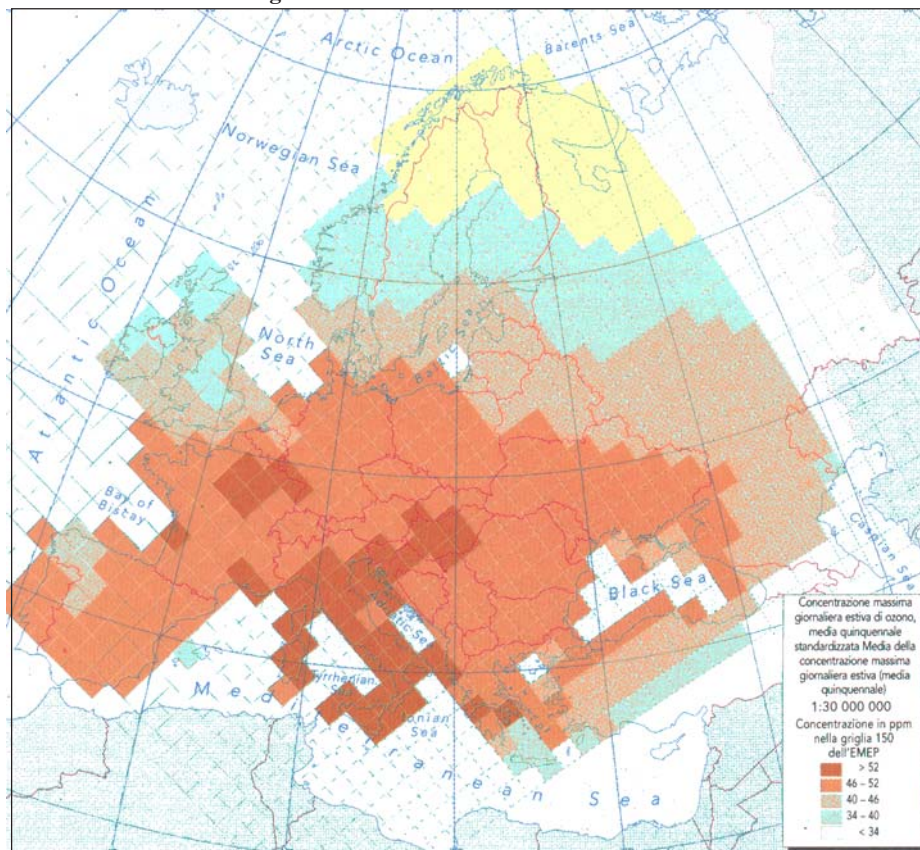 Arctic Ocean
Barents Sea
Norwegian Sea
Atlantic Ocean
North
Sea
Baltic
Bay of
Biscay
Caspian Sea
Black Sea
Adriatic Sea
Tyrrhenian
Sea
Ionian
Sea
Mediterranean Sea
Concentrazione massima
giornaliera estiva di ozono,
media quinquennale
standardizzata Media della
concentrazione massima
giornaliera estiva (media
quinquennale)
1:30 000 000
Concentrazione in ppm
nella griglia 150
dell'EMEP
> 52
46 – 52
40 – 46
34 – 40
< 34